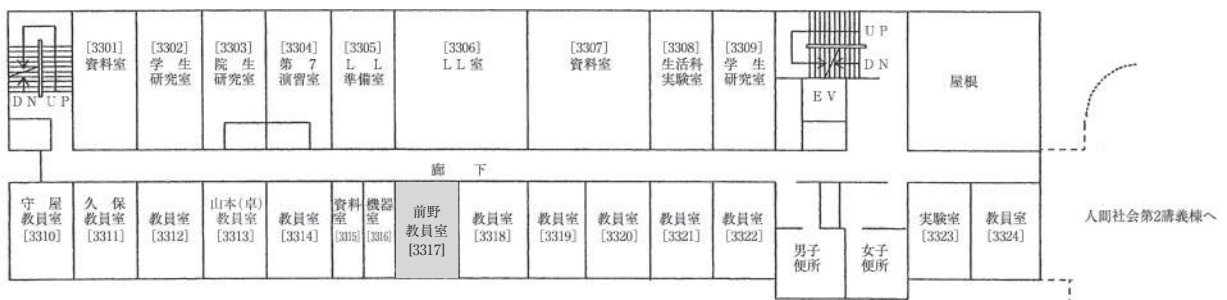 [3301]
資料室
[3302]
学生
研究室
[3303]
院生
研究室
[3304]
第7
演習室
[3305]
LL
準備室
[3306]
LL室
[3307]
資料室
[3308]
生活科
実験室
[3309]
学生
研究室
UP
DN
EV
屋根
DN UP
廊下
守屋
教員室
[3310]
久保
教員室
[3311]
教員室
[3312]
山本(卓)
教員室
[3313]
教員室
[3314]
資料
室
[3315]
機器
室
[3316]
前野
教員室
[3317]
教員室
[3318]
教員室
[3319]
教員室
[3320]
教員室
[3321]
教員室
[3322]
男子
便所
女子
便所
実験室
[3323]
教員室
[3324]
人間社会第2講義棟へ